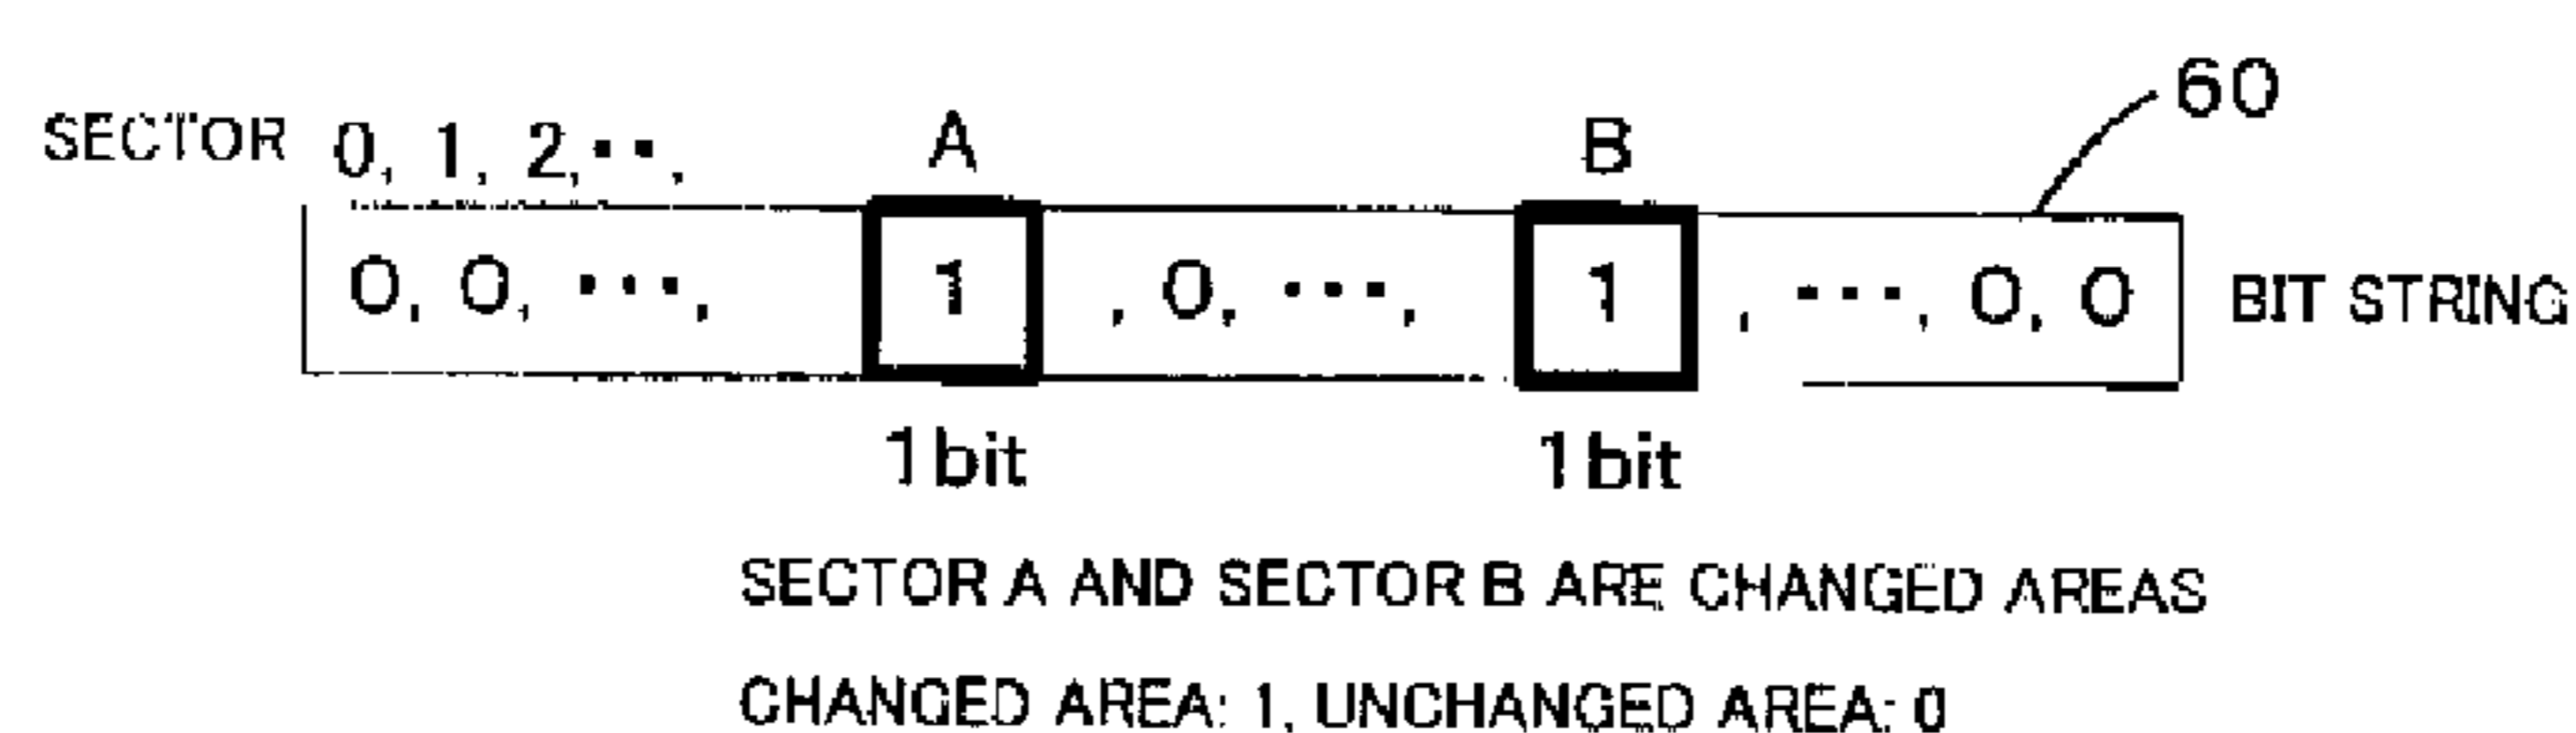 60
SECTOR 0, 1, 2, ··, A B
0, 0, ···, 1 , 0, ···, 1 , ···, 0, 0 BIT STRING
1bit 1bit
SECTOR A AND SECTOR B ARE CHANGED AREAS
CHANGED AREA: 1, UNCHANGED AREA: 0